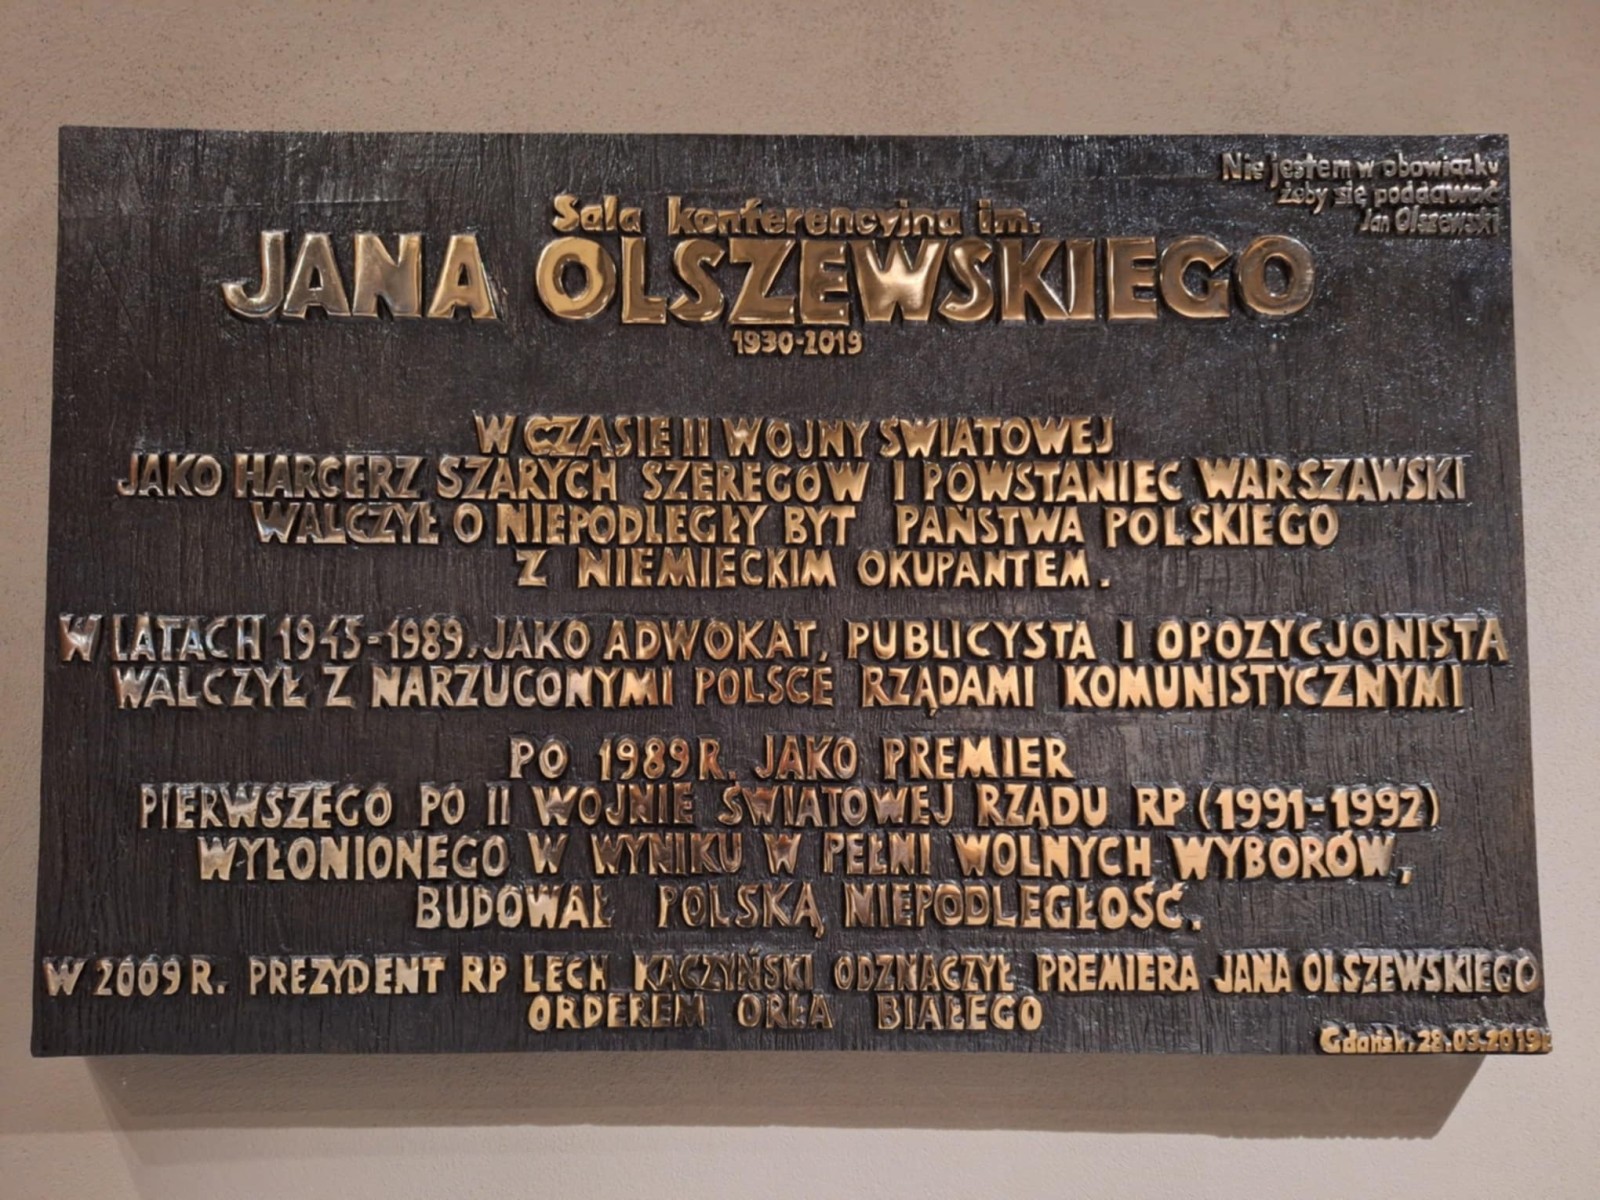 Nie jestem w obowiązku
żeby się poddawać
Jan Olszewski
Sala konferencyjna im.
JANA OLSZEWSKIEGO
1930-2019
W CZASIE II WOJNY ŚWIATOWEJ
JAKO HARCERZ SZARYCH SZEREGÓW I POWSTANIEC WARSZAWSKI
WALCZYŁ O NIEPODLEGŁY BYT PAŃSTWA POLSKIEGO
Z NIEMIECKIM OKUPANTEM.
W LATACH 1945-1989, JAKO ADWOKAT, PUBLICYSTA I OPOZYCJONISTA
WALCZYŁ Z NARZUCONYMI POLSCE RZĄDAMI KOMUNISTYCZNYMI
PO 1989 R. JAKO PREMIER
PIERWSZEGO PO II WOJNIE ŚWIATOWEJ RZĄDU RP (1991-1992)
WYŁONIONEGO W WYNIKU W PEŁNI WOLNYCH WYBORÓW,
BUDOWAŁ POLSKĄ NIEPODLEGŁOŚĆ.
W 2009 R. PREZYDENT RP LECH KACZYŃSKI ODZNACZYŁ PREMIERA JANA OLSZEWSKIEGO
ORDEREM ORŁA BIAŁEGO
Gdańsk, 28.03.2019r.